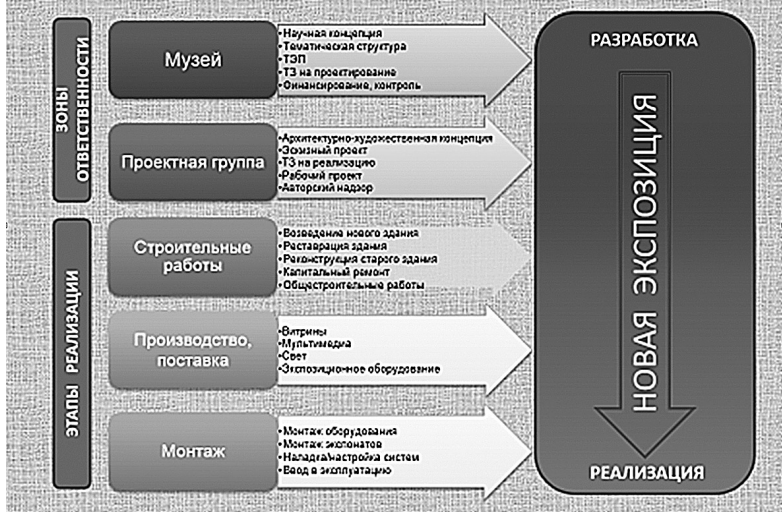 ЗОНЫ
ОТВЕТСТВЕННОСТИ
Музей
•Научная концепция
•Тематическая структура
•ТЭП
•ТЗ на проектирование
•Финансирование, контроль
Проектная группа
•Архитектурно-художественная концепция
•Эскизный проект
•ТЗ на реализацию
•Рабочий проект
•Авторский надзор
ЭТАПЫ РЕАЛИЗАЦИИ
Строительные
работы
•Возведение нового здания
•Реставрация здания
•Реконструкция старого здания
•Капитальный ремонт
•Общестроительные работы
Производство,
поставка
•Витрины
•Мультимедиа
•Свет
•Экспозиционное оборудование
Монтаж
•Монтаж оборудования
•Монтаж экспонатов
•Наладка/настройка систем
•Ввод в эксплуатацию
РАЗРАБОТКА
НОВАЯ ЭКСПОЗИЦИЯ
РЕАЛИЗАЦИЯ